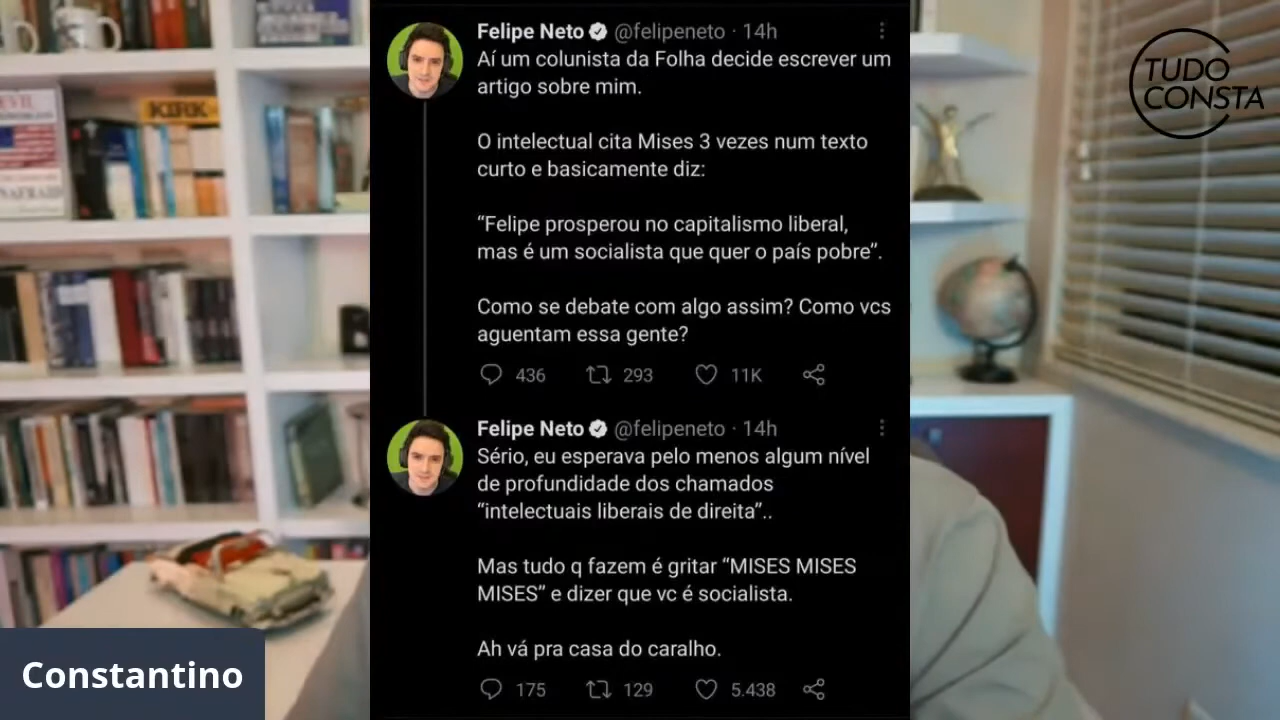 Felipe Neto @felipeneto · 14h
Aí um colunista da Folha decide escrever um
artigo sobre mim.
O intelectual cita Mises 3 vezes num texto
curto e basicamente diz:
“Felipe prosperou no capitalismo liberal,
mas é um socialista que quer o país pobre”.
Como se debate com algo assim? Como vcs
aguentam essa gente?
436 293 11K
Felipe Neto @felipeneto · 14h
Sério, eu esperava pelo menos algum nível
de profundidade dos chamados
“intelectuais liberais de direita”..
Mas tudo q fazem é gritar “MISES MISES
MISES” e dizer que vc é socialista.
Ah vá pra casa do caralho.
175 129 5.438
TUDO
CONSTA
KIRK
Constantino